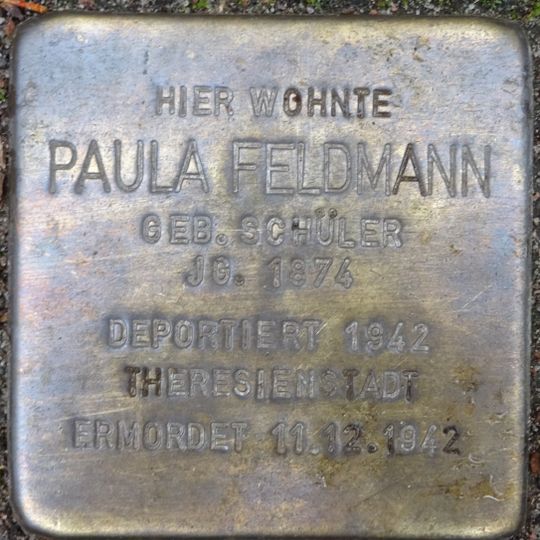 HIER WOHNTE
PAULA FELDMANN
GEB. SCHÜLER
JG. 1874
DEPORTIERT 1942
THERESIENSTADT
ERMORDET 11.12.1942